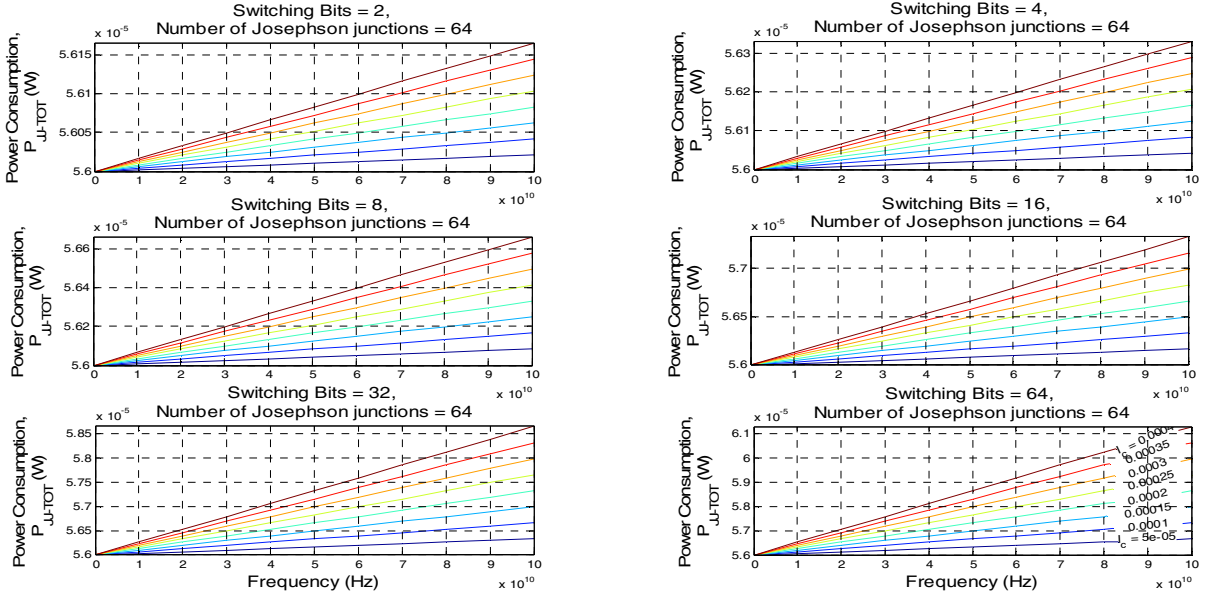 Switching Bits = 2,
Number of Josephson junctions = 64
x 10^-5
Power Consumption,
P_JJ-TOT (W)
5.615
5.61
5.605
5.6
0 1 2 3 4 5 6 7 8 9 10
x 10^10
Switching Bits = 4,
Number of Josephson junctions = 64
x 10^-5
Power Consumption,
P_JJ-TOT (W)
5.63
5.62
5.61
5.6
0 1 2 3 4 5 6 7 8 9 10
x 10^10
Switching Bits = 8,
Number of Josephson junctions = 64
x 10^-5
Power Consumption,
P_JJ-TOT (W)
5.66
5.64
5.62
5.6
0 1 2 3 4 5 6 7 8 9 10
x 10^10
Switching Bits = 16,
Number of Josephson junctions = 64
x 10^-5
Power Consumption,
P_JJ-TOT (W)
5.7
5.65
5.6
0 1 2 3 4 5 6 7 8 9 10
x 10^10
Switching Bits = 32,
Number of Josephson junctions = 64
x 10^-5
Power Consumption,
P_JJ-TOT (W)
5.85
5.8
5.75
5.7
5.65
5.6
0 1 2 3 4 5 6 7 8 9 10
Frequency (Hz)
x 10^10
Switching Bits = 64,
Number of Josephson junctions = 64
x 10^-5
Power Consumption,
P_JJ-TOT (W)
6.1
6
5.9
5.8
5.7
5.6
I_c = 0.0004
0.00035
0.0003
0.00025
0.0002
0.00015
0.0001
I_c = 5e-05
0 1 2 3 4 5 6 7 8 9 10
Frequency (Hz)
x 10^10